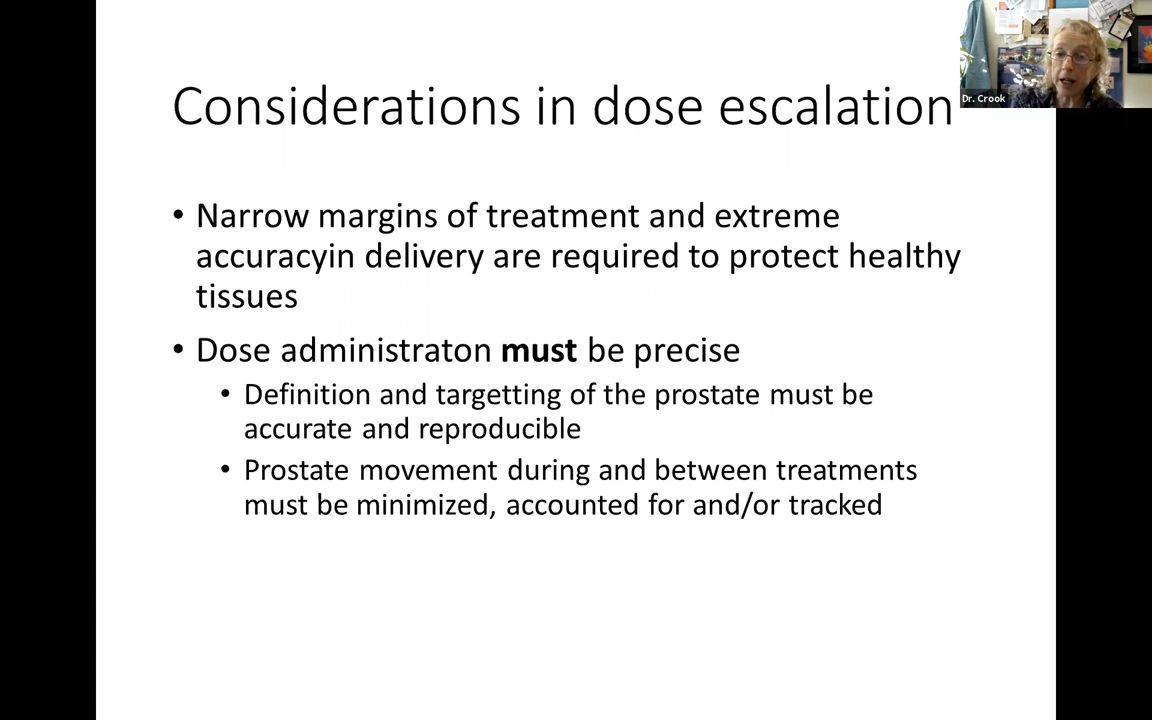 Considerations in dose escalation
Dr. Crook
• Narrow margins of treatment and extreme
accuracyin delivery are required to protect healthy
tissues
• Dose administraton must be precise
• Definition and targetting of the prostate must be
accurate and reproducible
• Prostate movement during and between treatments
must be minimized, accounted for and/or tracked